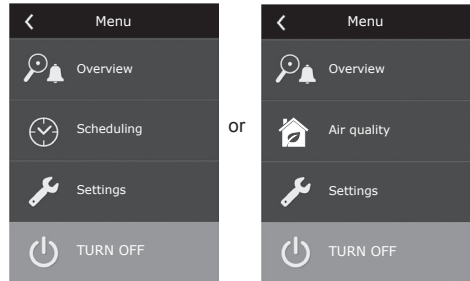 Menu
Overview
Scheduling
Settings
TURN OFF
or
Menu
Overview
Air quality
Settings
TURN OFF